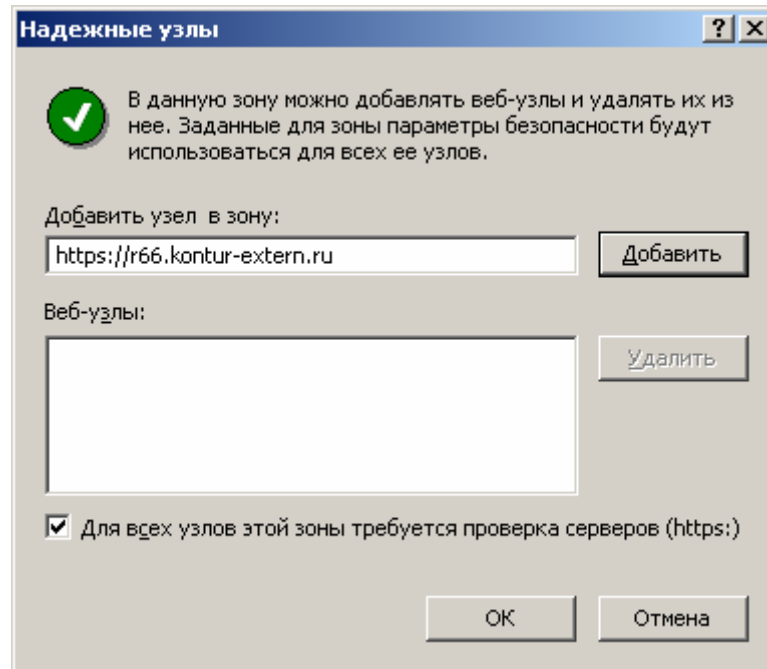 Надежные узлы
В данную зону можно добавлять веб-узлы и удалять их из
нее. Заданные для зоны параметры безопасности будут
использоваться для всех ее узлов.
Добавить узел в зону:
https://r66.kontur-extern.ru
Добавить
Веб-узлы:
Удалить
Для всех узлов этой зоны требуется проверка серверов (https:)
ОК
Отмена